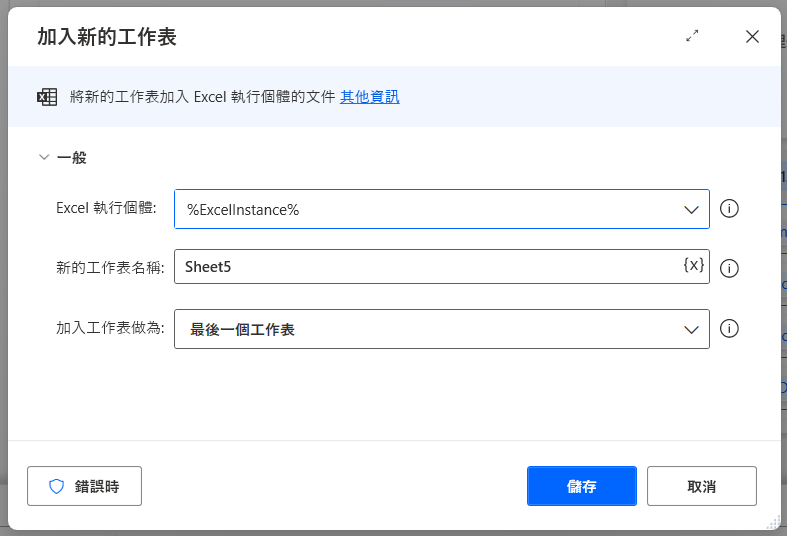 加入新的工作表
將新的工作表加入 Excel 執行個體的文件 其他資訊
一般
Excel 執行個體: %ExcelInstance%
新的工作表名稱: Sheet5 {x}
加入工作表做為: 最後一個工作表
錯誤時 儲存 取消